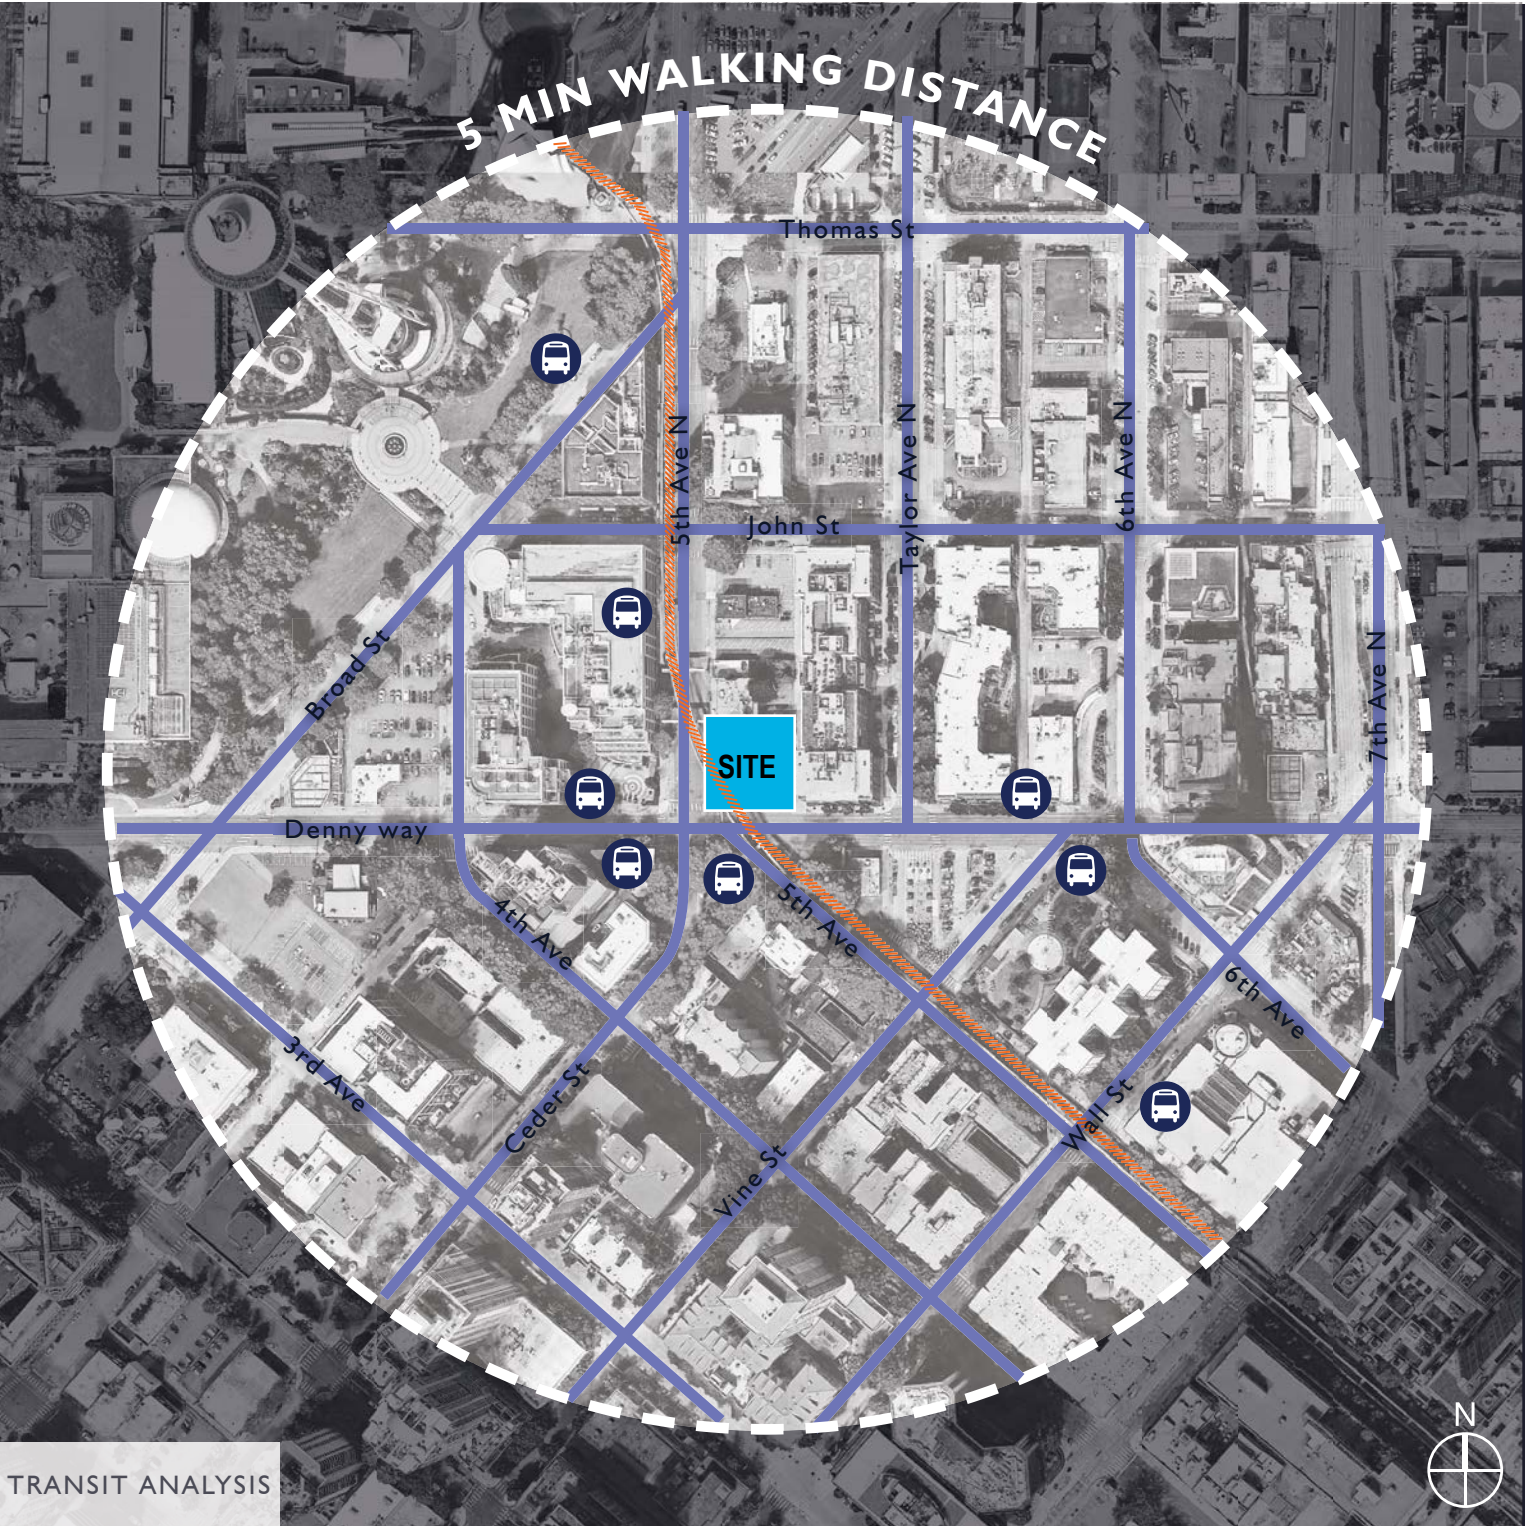 5 MIN WALKING DISTANCE
Thomas St
5th Ave N
Taylor Ave N
6th Ave N
John St
Broad St
7th Ave N
SITE
Denny way
4th Ave
5th Ave
6th Ave
3rd Ave
Ceder St
Wall St
Vine St
N
TRANSIT ANALYSIS